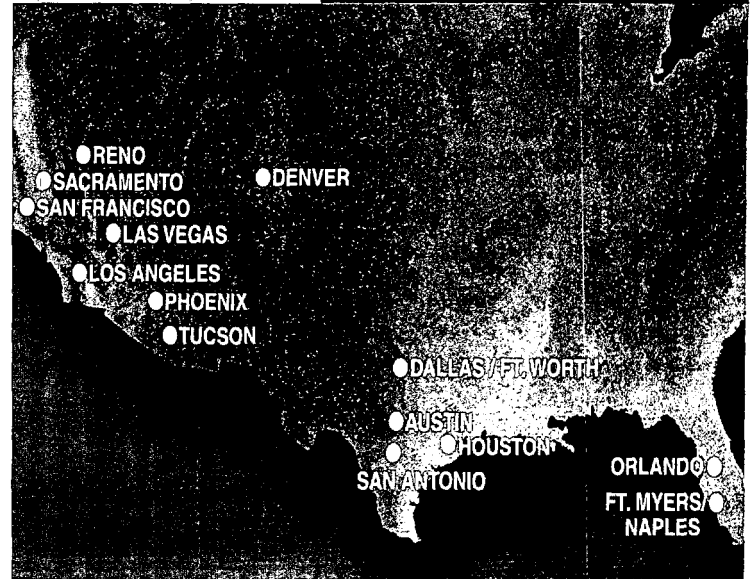 RENO
SACRAMENTO
DENVER
SAN FRANCISCO
LAS VEGAS
LOS ANGELES
PHOENIX
TUCSON
DALLAS / FT. WORTH
AUSTIN
HOUSTON
SAN ANTONIO
ORLANDO
FT. MYERS/
NAPLES